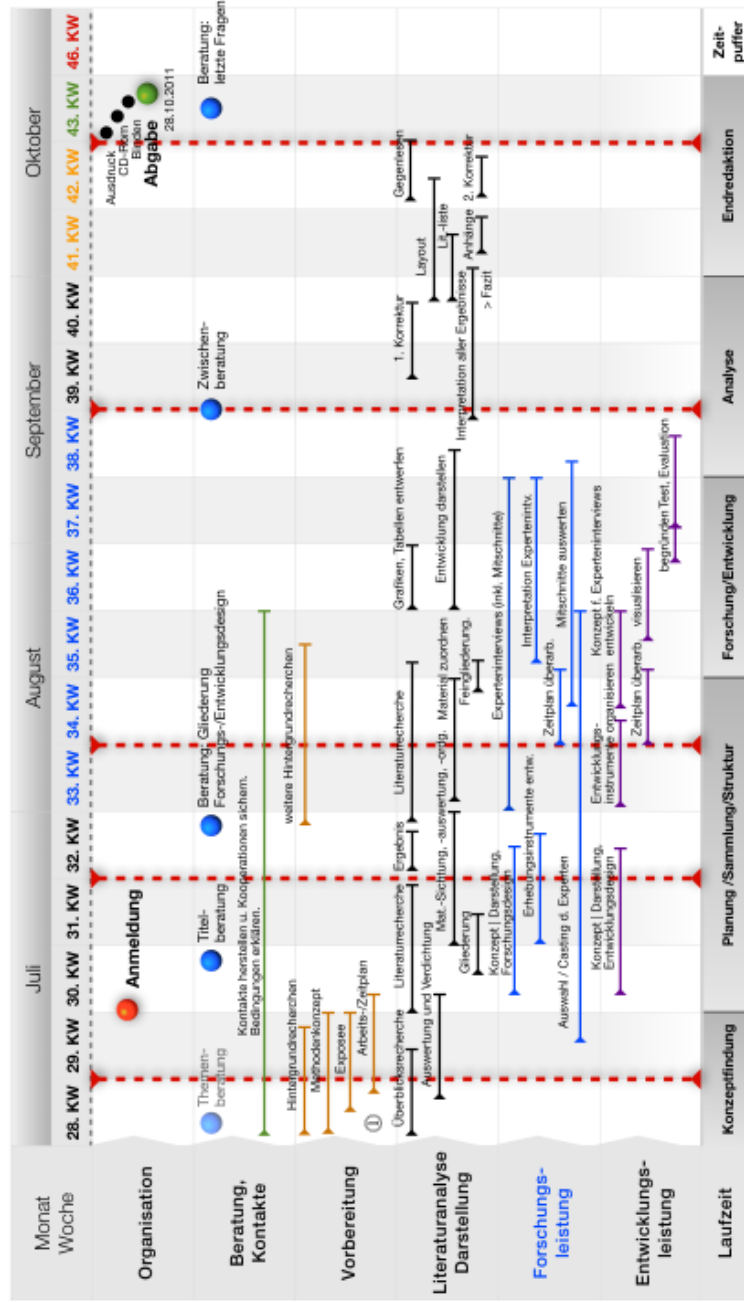 Monat
Woche
Juli
August
September
Oktober
28. KW
29. KW
30. KW
31. KW
32. KW
33. KW
34. KW
35. KW
36. KW
37. KW
38. KW
39. KW
40. KW
41. KW
42. KW
43. KW
46. KW
Organisation
Anmeldung
Ausdruck
CD-Rom
Binden
Abgabe
28.10.2011
Beratung,
Kontakte
Themen-
beratung
Titel-
beratung
Beratung: Gliederung
Forschungs-/Entwicklungsdesign
Zwischen-
beratung
Beratung:
letzte Fragen
Kontakte herstellen u. Kooperationen sichern.
Bedingungen erklären.
Vorbereitung
Hintergrundrecherchen
Methodenkonzept
Exposee
Arbeits-/Zeitplan
①
weitere Hintergrundrecherchen
Literaturanalyse
Darstellung
Überblicksrecherche
Auswertung und Verdichtung
Literaturrecherche
Gliederung
Ergebnis
Mat.-Sichtung, -auswertung, -ordg.
Literaturrecherche
Material zuordnen
Feingliederung.
Grafiken, Tabellen entwerfen
Entwicklung darstellen
1. Korrektur
Interpretation aller Ergebnisse
> Fazit
Layout
Lit.-liste
Anhänge
Gegenlesen
2. Korrektur
Forschungs-
leistung
Konzept | Darstellung,
Forschungsdesign
Erhebungsinstrumente entw.
Auswahl / Casting d. Experten
Experteninterviews (inkl. Mitschnitte)
Zeitplan überarb.
Interpretation Expertenintv.
Mitschnitte auswerten
Entwicklungs-
leistung
Konzept | Darstellung,
Entwicklungsdesign
Entwicklungs-
instrumente organisieren
Konzept f. Experteninterviews
entwickeln
Zeitplan überarb.
visualisieren
begründen
Test, Evaluation
Laufzeit
Konzeptfindung
Planung /Sammlung/Struktur
Forschung/Entwicklung
Analyse
Endredaktion
Zeit-
puffer